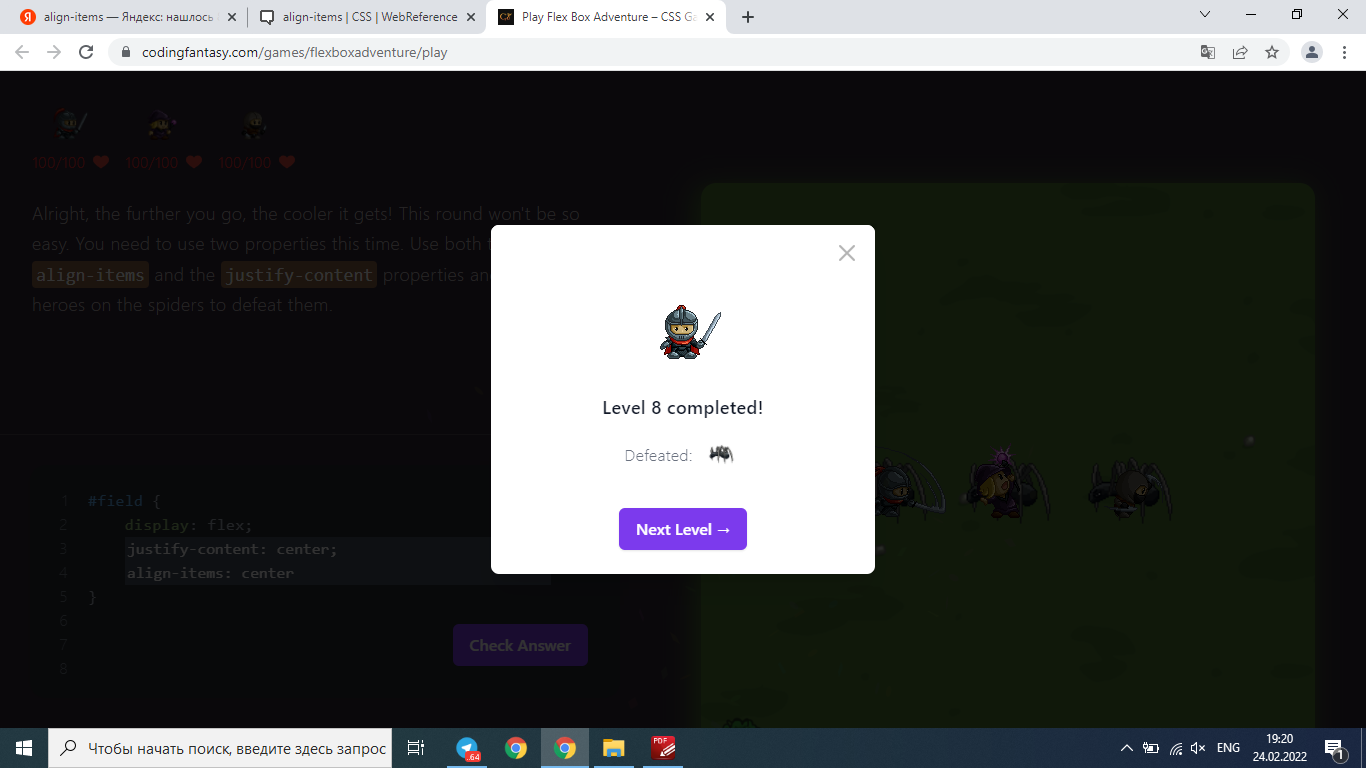 align-items — Яндекс: нашлось
align-items | CSS | WebReference
Play Flex Box Adventure – CSS Ga
codingfantasy.com/games/flexboxadventure/play
100/100 100/100 100/100
Alright, the further you go, the cooler it gets! This round won't be so
easy. You need to use two properties this time. Use both
align-items and the justify-content properties an
heroes on the spiders to defeat them.
Level 8 completed!
Defeated:
Next Level →
1 #field {
2 display: flex;
3 justify-content: center;
4 align-items: center
5 }
6
7
8
Check Answer
Чтобы начать поиск, введите здесь запрос
.64
PDF
ENG
19:20
24.02.2022
1